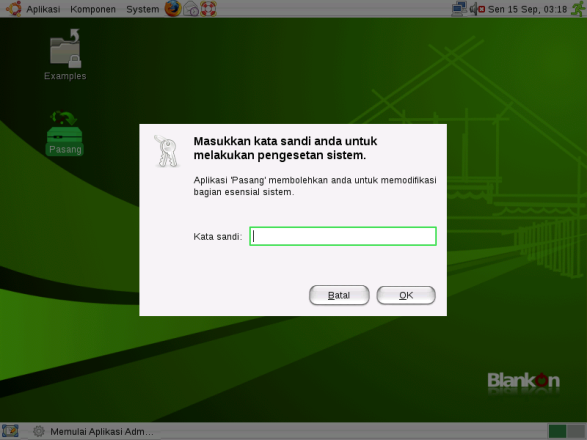 Aplikasi Komponen System Sen 15 Sep, 03:18
Examples
Pasang
Masukkan kata sandi anda untuk
melakukan pengesetan sistem.
Aplikasi 'Pasang' membolehkan anda untuk memodifikasi
bagian esensial sistem.
Kata sandi:
Batal OK
Blankon
Memulai Aplikasi Adm...